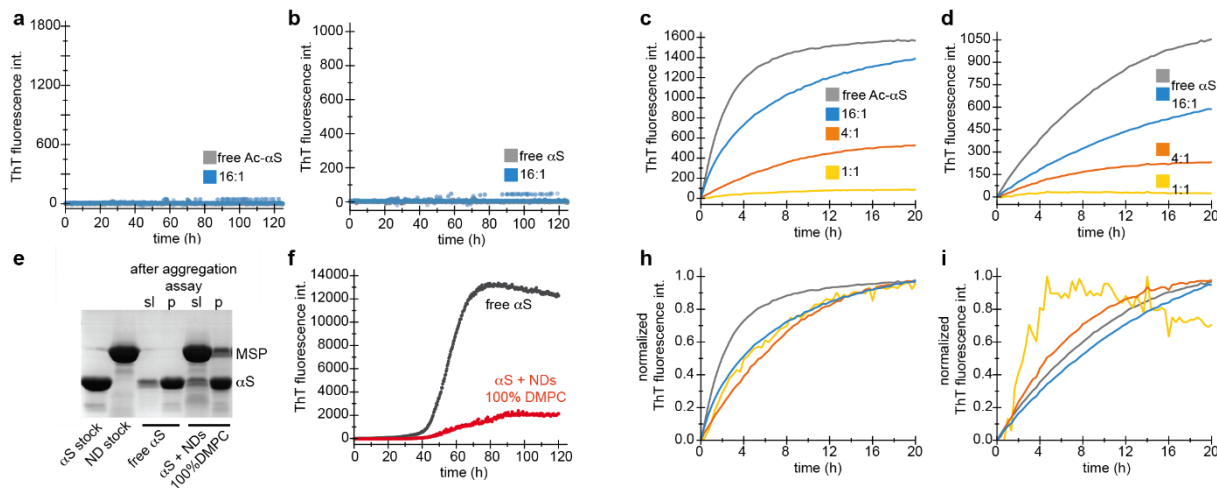 a
ThT fluorescence int.
1800
1200
600
0
free Ac-αS
16:1
0 20 40 60 80 100 120
time (h)
b
ThT fluorescence int.
1000
800
600
400
200
0
free αS
16:1
0 20 40 60 80 100 120
time (h)
c
ThT fluorescence int.
1600
1400
1200
1000
800
600
400
200
0
free Ac-αS
16:1
4:1
1:1
0 4 8 12 16 20
time (h)
d
ThT fluorescence int.
1050
900
750
600
450
300
150
0
free αS
16:1
4:1
1:1
0 4 8 12 16 20
time (h)
e
after aggregation
assay
sl p sl p
MSP
αS
αS stock
ND stock
free αS
αS + NDs
100%DMPC
f
ThT fluorescence int.
14000
12000
10000
8000
6000
4000
2000
0
free αS
αS + NDs
100% DMPC
0 20 40 60 80 100 120
time (h)
h
normalized
ThT fluorescence int.
1.0
0.8
0.6
0.4
0.2
0.0
0 4 8 12 16 20
time (h)
i
normalized
ThT fluorescence int.
1.0
0.8
0.6
0.4
0.2
0.0
0 4 8 12 16 20
time (h)